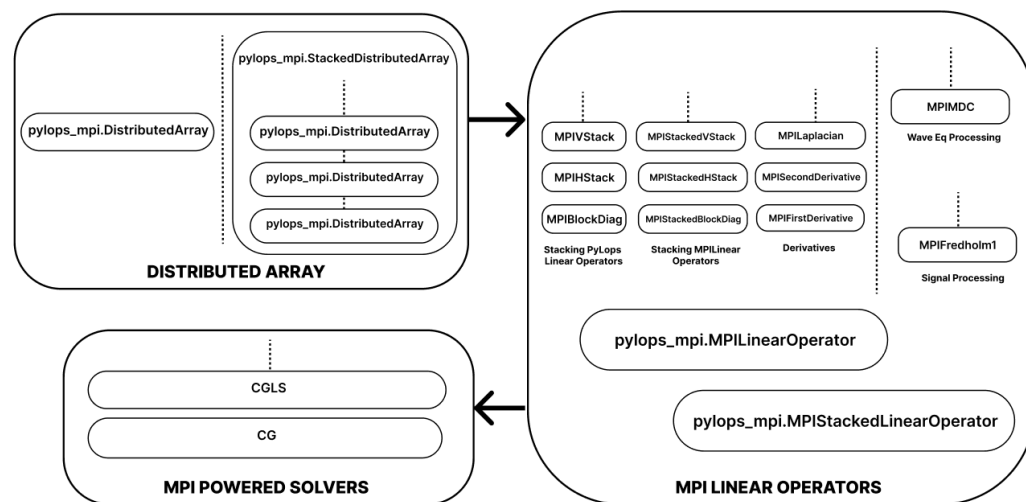 pylops_mpi.StackedDistributedArray
pylops_mpi.DistributedArray
pylops_mpi.DistributedArray
pylops_mpi.DistributedArray
pylops_mpi.DistributedArray
DISTRIBUTED ARRAY
MPIVStack
MPIHStack
MPIBlockDiag
Stacking PyLops
Linear Operators
MPIStackedVStack
MPIStackedHStack
MPIStackedBlockDiag
Stacking MPILinear
Operators
MPILaplacian
MPISecondDerivative
MPIFirstDerivative
Derivatives
MPIMDC
Wave Eq Processing
MPIFredholm1
Signal Processing
pylops_mpi.MPILinearOperator
pylops_mpi.MPIStackedLinearOperator
MPI LINEAR OPERATORS
CGLS
CG
MPI POWERED SOLVERS